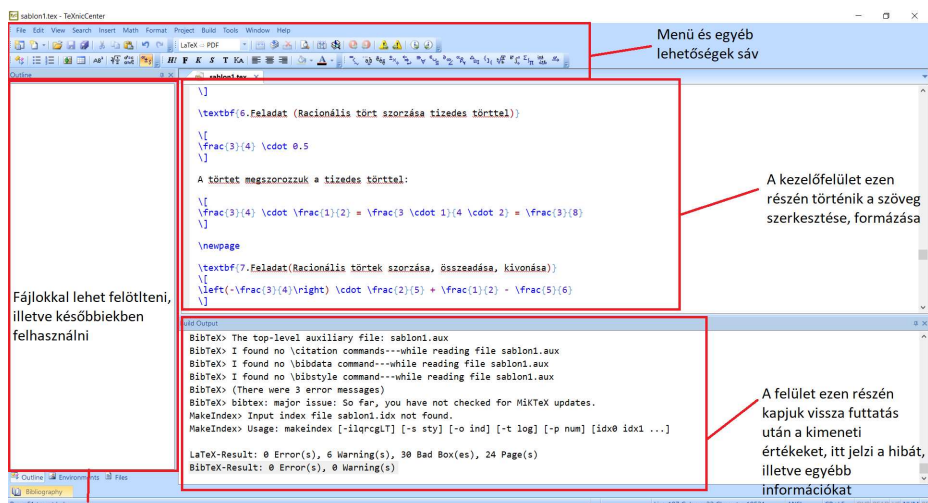 sablon1.tex - TeXnicCenter
File Edit View Search Insert Math Format Project Build Tools Window Help
LaTeX ⇨ PDF
Menü és egyéb
lehetőségek sáv
Outline
sablon1.tex
\]
\textbf{6.Feladat (Racionális tört szorzása tizedes törttel)}
\[
\frac{3}{4} \cdot 0.5
\]
A törtet megszorozzuk a tizedes törttel:
\[
\frac{3}{4} \cdot \frac{1}{2} = \frac{3 \cdot 1}{4 \cdot 2} = \frac{3}{8}
\]
\newpage
\textbf{7.Feladat(Racionális törtek szorzása, összeadása, kivonása)}
\[
\left(-\frac{3}{4}\right) \cdot \frac{2}{5} + \frac{1}{2} - \frac{5}{6}
\]
A kezelőfelület ezen
részén történik a szöveg
szerkesztése, formázása
Fájlokkal lehet felötlteni,
illetve későbbiekben
felhasználni
Build Output
BibTeX> The top-level auxiliary file: sablon1.aux
BibTeX> I found no \citation commands---while reading file sablon1.aux
BibTeX> I found no \bibdata command---while reading file sablon1.aux
BibTeX> I found no \bibstyle command---while reading file sablon1.aux
BibTeX> (There were 3 error messages)
BibTeX> bibtex: major issue: So far, you have not checked for MiKTeX updates.
MakeIndex> Input index file sablon1.idx not found.
MakeIndex> Usage: makeindex [-ilqrcgLT] [-s sty] [-o ind] [-t log] [-p num] [idx0 idx1 ...]
LaTeX-Result: 0 Error(s), 6 Warning(s), 30 Bad Box(es), 24 Page(s)
BibTeX-Result: 0 Error(s), 0 Warning(s)
A felület ezen részén
kapjuk vissza futtatás
után a kimeneti
értékeket, itt jelzi a hibát,
illetve egyébb
információkat
Outline Environments Files
Bibliography